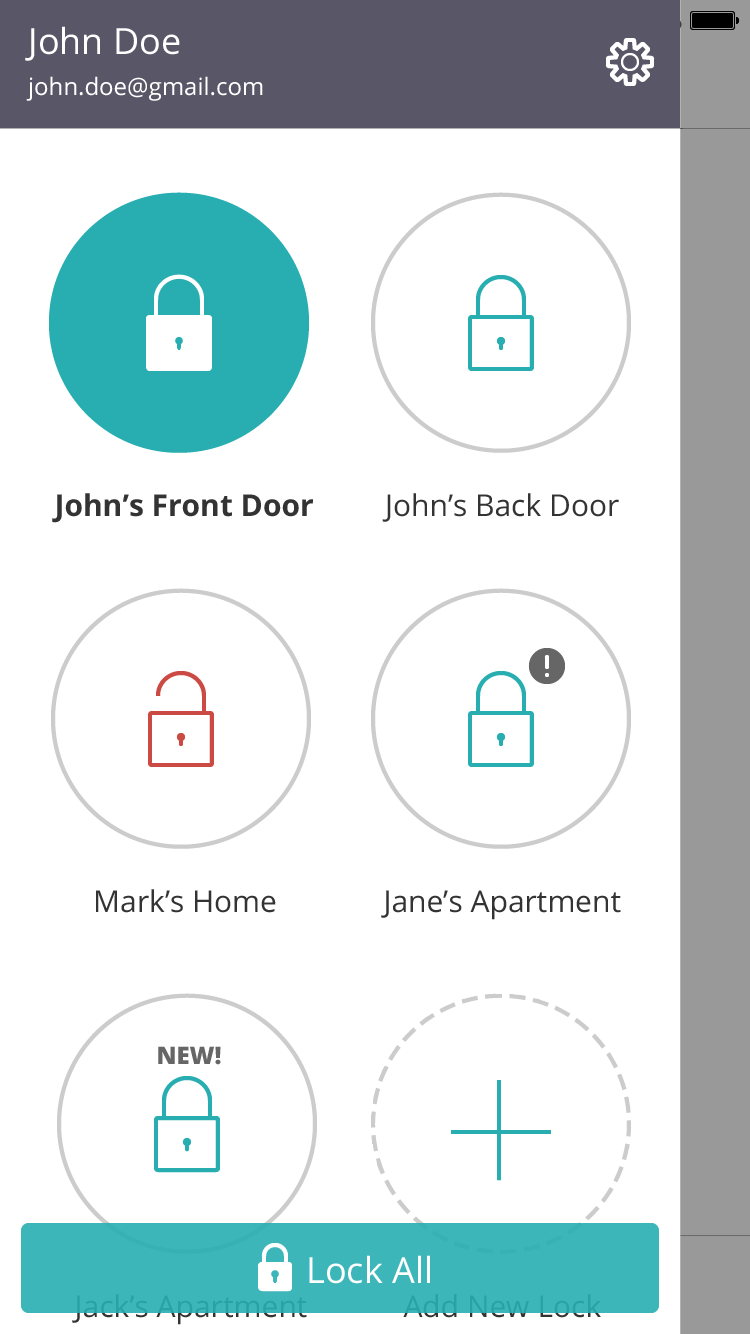 John Doe
john.doe@gmail.com
John’s Front Door
John’s Back Door
Mark’s Home
Jane’s Apartment
NEW!
Lock All
Jack’s Apartment
Add New Lock